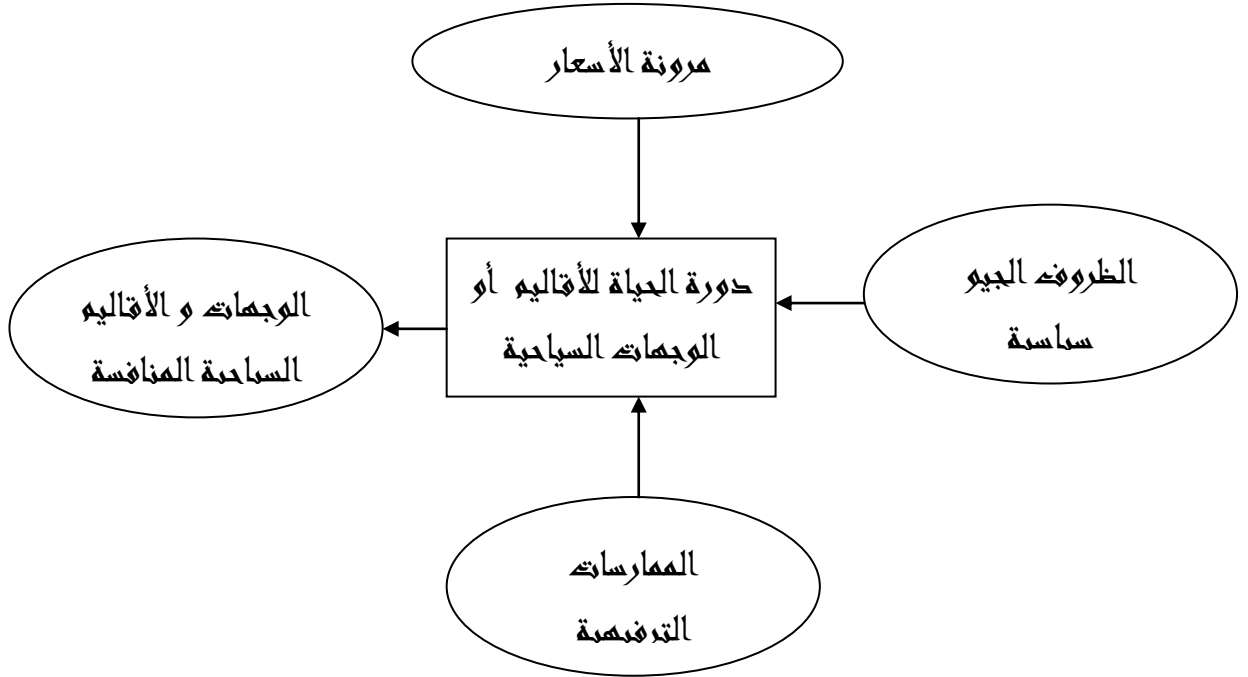 مرونة الأسعار
الظروف الجيو
سياسية
دورة الحياة للأقاليم أو
الوجهات السياحية
الوجهات و الأقاليم
السياحية المنافسة
الممارسات
الترفيهية